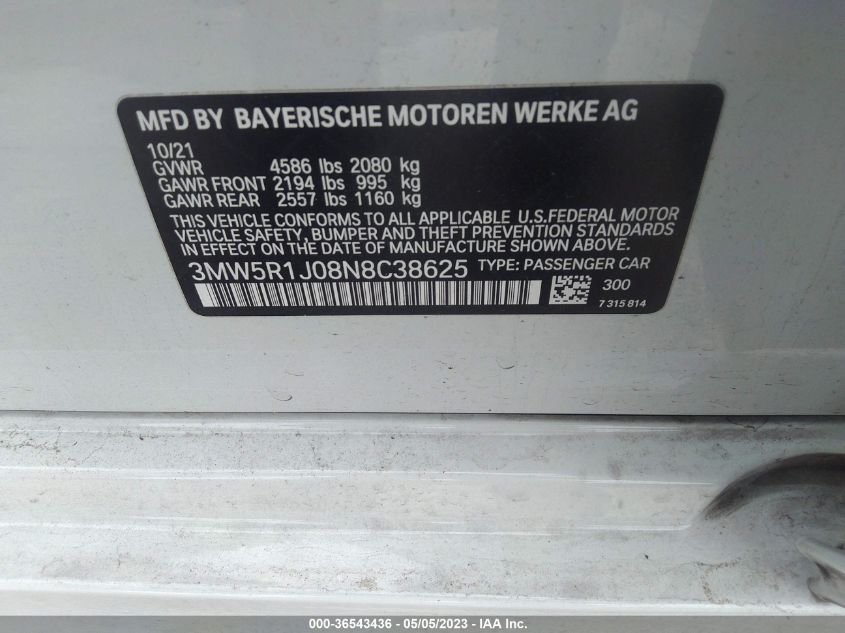 MFD BY BAYERISCHE MOTOREN WERKE AG
10/21
GVWR 4586 lbs 2080 kg
GAWR FRONT 2194 lbs 995 kg
GAWR REAR 2557 lbs 1160 kg
THIS VEHICLE CONFORMS TO ALL APPLICABLE U.S.FEDERAL MOTOR
VEHICLE SAFETY, BUMPER AND THEFT PREVENTION STANDARDS
IN EFFECT ON THE DATE OF MANUFACTURE SHOWN ABOVE.
3MW5R1J08N8C38625 TYPE: PASSENGER CAR
300
7 315 814
000-36543436 - 05/05/2023 - IAA Inc.